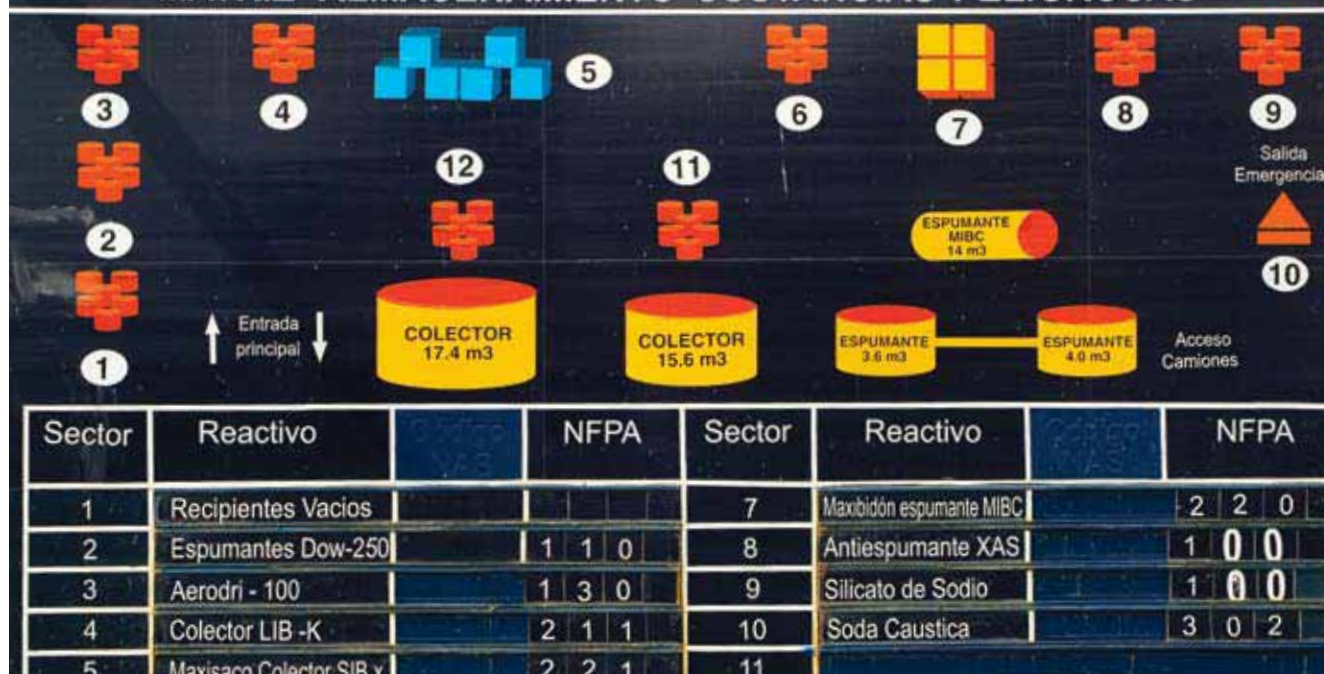 3
4
5
6
7
8
9
Salida
Emergencia
12
11
ESPUMANTE
MIBC
14 m3
2
10
Entrada
principal
COLECTOR
17.4 m3
COLECTOR
15.6 m3
ESPUMANTE
3.6 m3
ESPUMANTE
4.0 m3
Acceso
Camiones
1
Sector Reactivo NFPA Sector Reactivo NFPA
1 Recipientes Vacios 7 Maxibidón espumante MIBC 2 2 0
2 Espumantes Dow-250 1 1 0 8 Antiespumante XAS 1 0 0
3 Aerodri - 100 1 3 0 9 Silicato de Sodio 1 0 0
4 Colector LIB -K 2 1 1 10 Soda Caustica 3 0 2
5 Maxisaco Colector SIB x 2 2 1 11